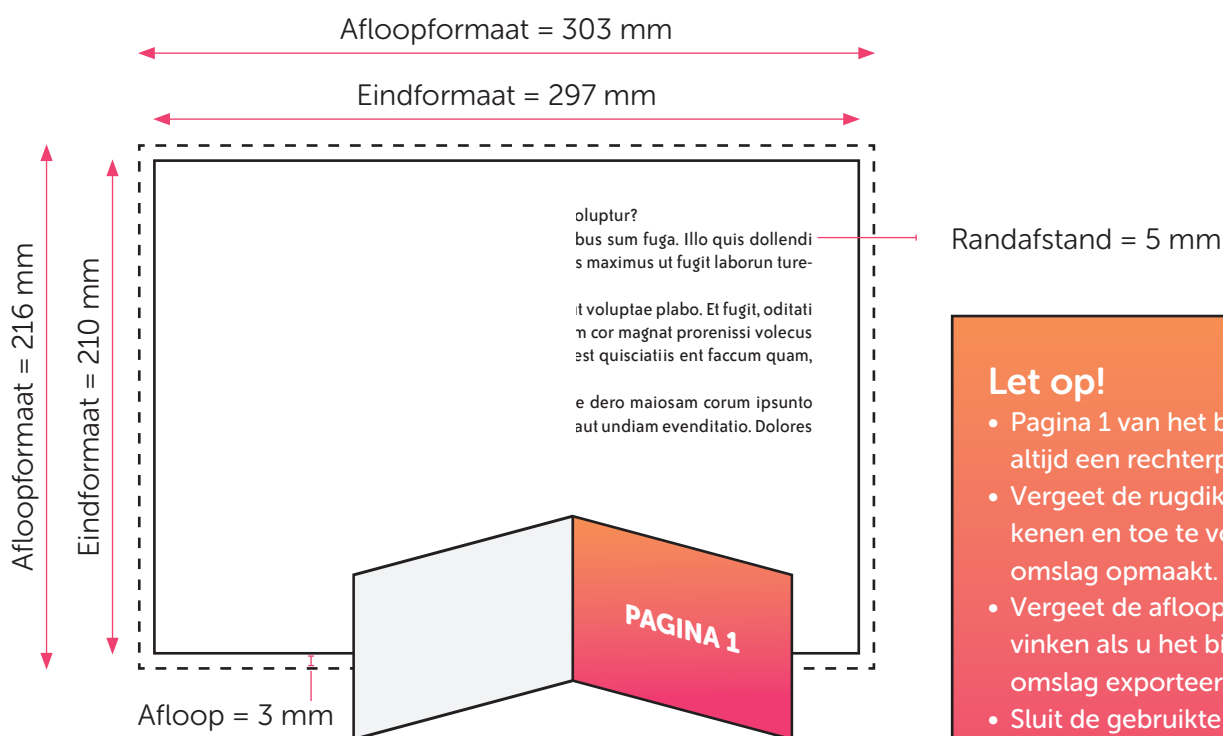 Afloopformaat = 303 mm
Eindformaat = 297 mm
Afloopformaat = 216 mm
Eindformaat = 210 mm
oluptur?
bus sum fuga. Illo quis dollendi
s maximus ut fugit laborun ture-
t voluptae plabo. Et fugit, oditati
m cor magnat prorenissi volecus
est quisciatiis ent faccum quam,
e dero maiosam corum ipsunto
aut undiam evenditatio. Dolores
Randafstand = 5 mm
PAGINA 1
Afloop = 3 mm
Let op!
• Pagina 1 van het b
altijd een rechterp
• Vergeet de rugdik
kenen en toe te vo
omslag opmaakt.
• Vergeet de afloop
vinken als u het bi
omslag exporteer
• Sluit de gebruikte